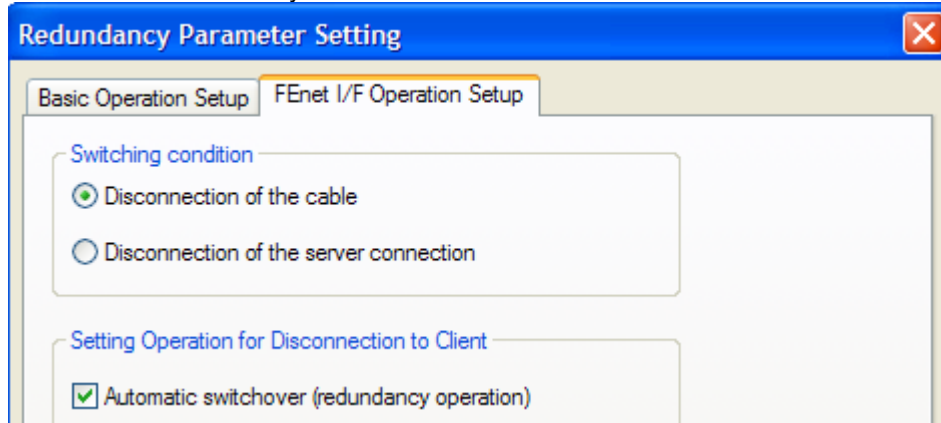 Redundancy Parameter Setting
Basic Operation Setup FEnet I/F Operation Setup
Switching condition
Disconnection of the cable
Disconnection of the server connection
Setting Operation for Disconnection to Client
Automatic switchover (redundancy operation)